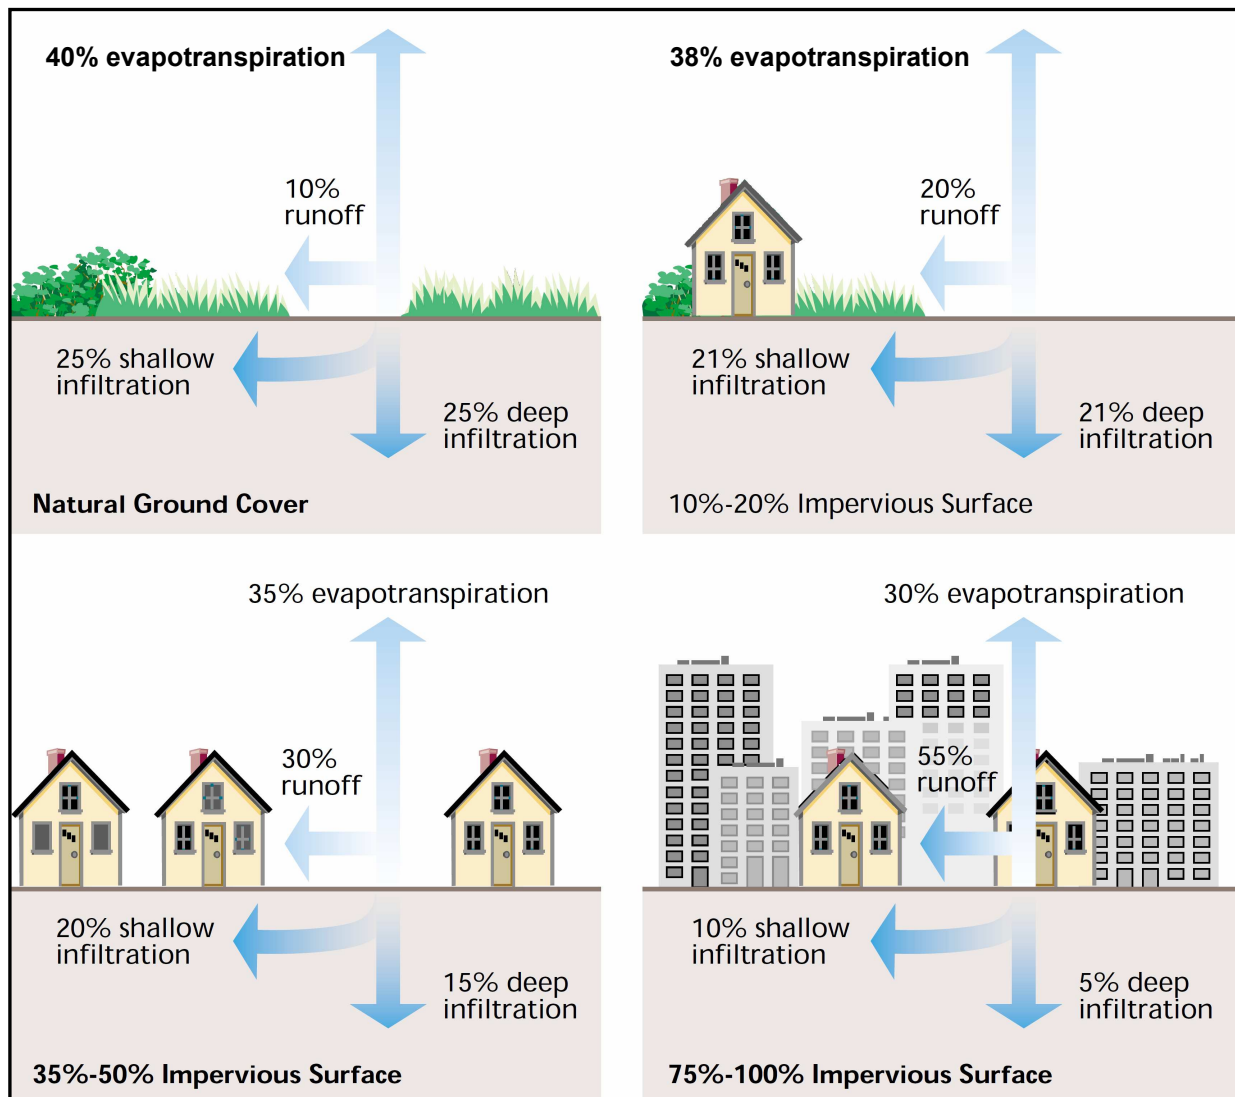 40% evapotranspiration
10%
runoff
25% shallow
infiltration
25% deep
infiltration
Natural Ground Cover
38% evapotranspiration
20%
runoff
21% shallow
infiltration
21% deep
infiltration
10%-20% Impervious Surface
35% evapotranspiration
30%
runoff
20% shallow
infiltration
15% deep
infiltration
35%-50% Impervious Surface
30% evapotranspiration
55%
runoff
10% shallow
infiltration
5% deep
infiltration
75%-100% Impervious Surface